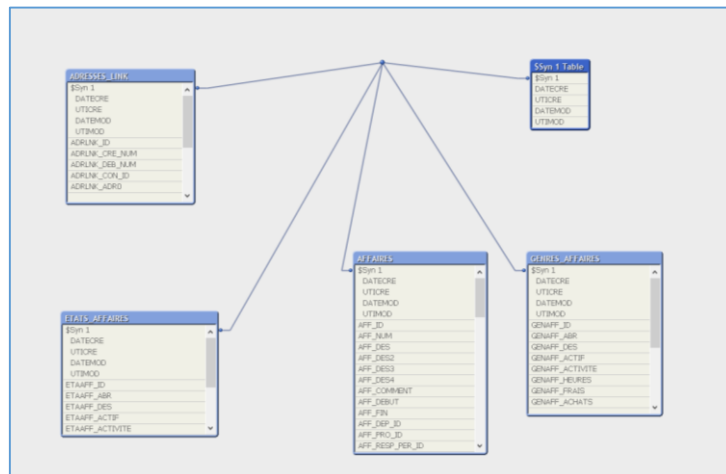 ADRESSES_LINK
$Syn 1
DATECRE
UTICRE
DATEMOD
UTIMOD
ADRLNK_ID
ADRLNK_CRE_NUM
ADRLNK_DEB_NUM
ADRLNK_CON_ID
ADRLNK_ADR0
$Syn 1 Table
$Syn 1
DATECRE
UTICRE
DATEMOD
UTIMOD
ETATS_AFFAIRES
$Syn 1
DATECRE
UTICRE
DATEMOD
UTIMOD
ETAAFF_ID
ETAAFF_ABR
ETAAFF_DES
ETAAFF_ACTIF
ETAAFF_ACTIVITE
AFFAIRES
$Syn 1
DATECRE
UTICRE
DATEMOD
UTIMOD
AFF_ID
AFF_NUM
AFF_DES
AFF_DES2
AFF_DES3
AFF_DES4
AFF_COMMENT
AFF_DEBUT
AFF_FIN
AFF_DEP_ID
AFF_PRO_ID
AFF_RESP_PER_ID
GENRES_AFFAIRES
$Syn 1
DATECRE
UTICRE
DATEMOD
UTIMOD
GENAFF_ID
GENAFF_ABR
GENAFF_DES
GENAFF_ACTIF
GENAFF_ACTIVITE
GENAFF_HEURES
GENAFF_FRAIS
GENAFF_ACHATS